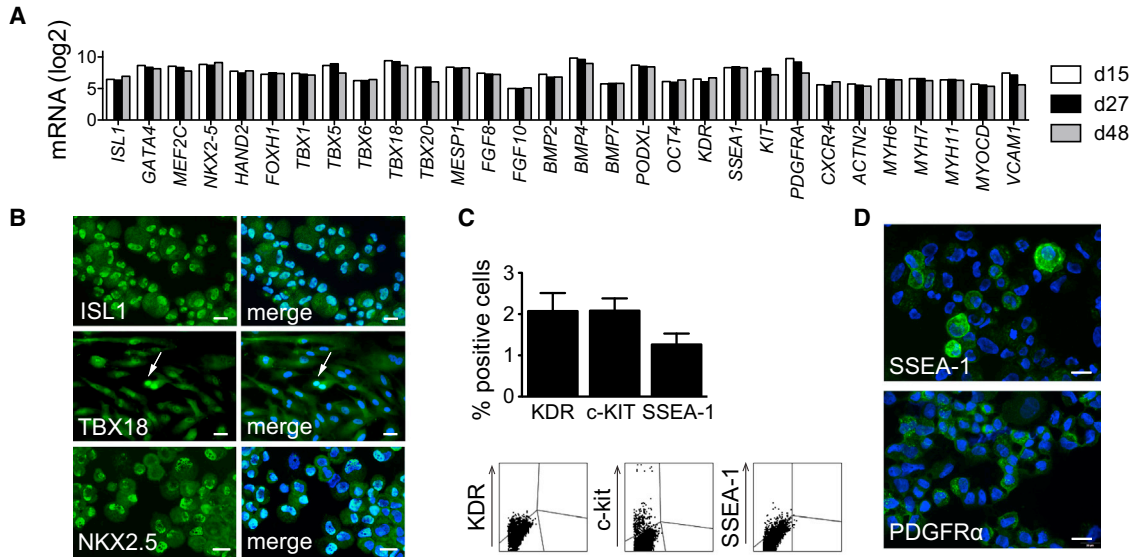 A
mRNA (log2)
10
5
0
ISL1
GATA4
MEF2C
NKX2-5
HAND2
FOXH1
TBX1
TBX5
TBX6
TBX18
TBX20
MESP1
FGF8
FGF10
BMP2
BMP4
BMP7
PODXL
OCT4
KDR
SSEA1
KIT
PDGFRA
CXCR4
ACTN2
MYH6
MYH7
MYH11
MYOCD
VCAM1
d15
d27
d48
B
ISL1
merge
TBX18
merge
NKX2.5
merge
C
% positive cells
3
2
1
0
KDR c-KIT SSEA-1
KDR
c-kit
SSEA-1
D
SSEA-1
PDGFRα